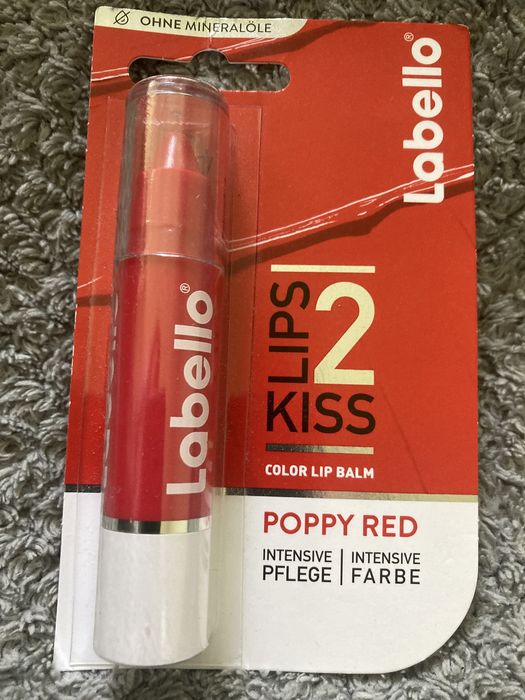 OHNE MINERALÖLE
Labello®
LIPS
2
KISS
COLOR LIP BALM
POPPY RED
INTENSIVE PFLEGE
INTENSIVE FARBE
Labello®